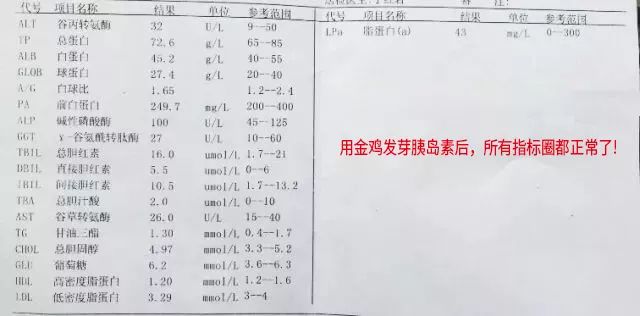 代号 项目名称 结果 单位 参考范围
ALT 谷丙转氨酶 32 U/L 9--50
TP 总蛋白 72.6 g/L 65--85
ALB 白蛋白 45.2 g/L 40--55
GLOB 球蛋白 27.4 g/L 20--40
A/G 白球比 1.65 1.2--2.4
PA 前白蛋白 249.7 mg/L 200--400
ALP 碱性磷酸酶 100 U/L 45--125
GGT γ-谷氨酰转肽酶 27 U/L 10--60
TBIL 总胆红素 16.0 umol/L 1.7--21
DBIL 直接胆红素 5.5 umol/L 0--6
IBIL 间接胆红素 10.5 umol/L 1.7--13.2
TBA 总胆汁酸 2.0 umol/L 0--10
AST 谷草转氨酶 26.0 U/L 15--40
TG 甘油三酯 1.30 mmol/L 0.4--1.7
CHOL 总胆固醇 4.97 mmol/L 3.3--5.2
GLU 葡萄糖 6.2 mmol/L 3.6--6.3
HDL 高密度脂蛋白 1.20 mmol/L 1.2--1.6
LDL 低密度脂蛋白 3.29 mmol/L 3--4
代号 项目名称 结果 单位 参考范围
LPa 脂蛋白(a) 43 mg/L 0--300
用金鸡发芽胰岛素后，所有指标圈都正常了!